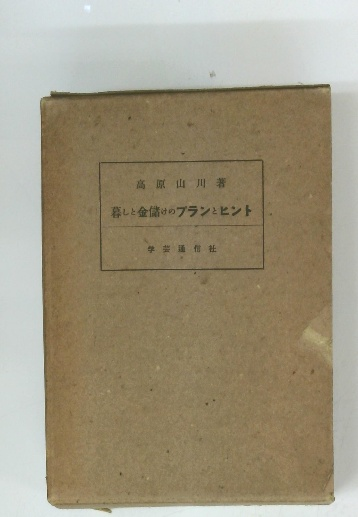 高原山川著
暮しと金儲けのプランとヒント
学芸通信社